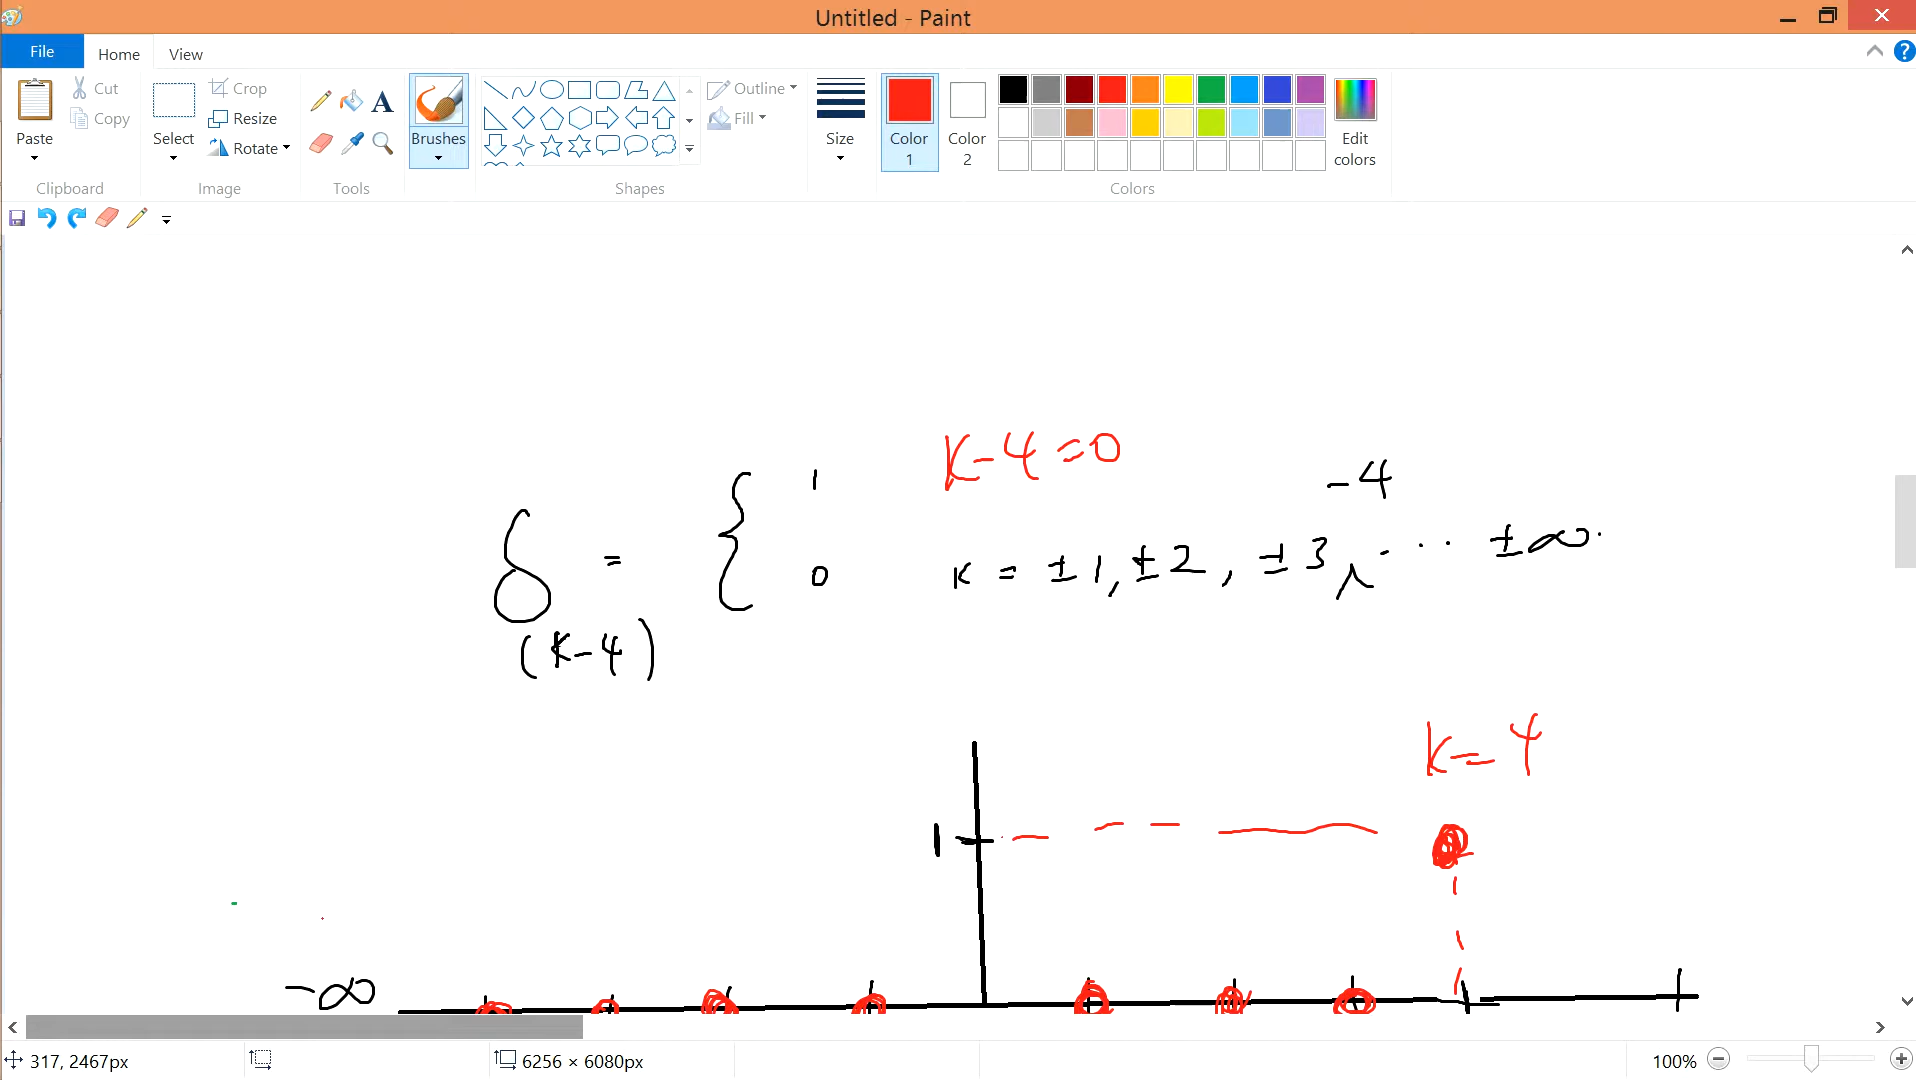 Untitled - Paint
File Home View
Paste Cut Copy Clipboard
Select Crop Resize Rotate Image
Tools
Brushes
Shapes
Outline Fill
Size
Color 1
Color 2
Colors
Edit colors
K-4=0
1
-4
δ = { 0 K = ±1, ±2, ±3, ... ±∞.
(K-4)
K=4
1
-∞
317, 2467px
6256 × 6080px
100%